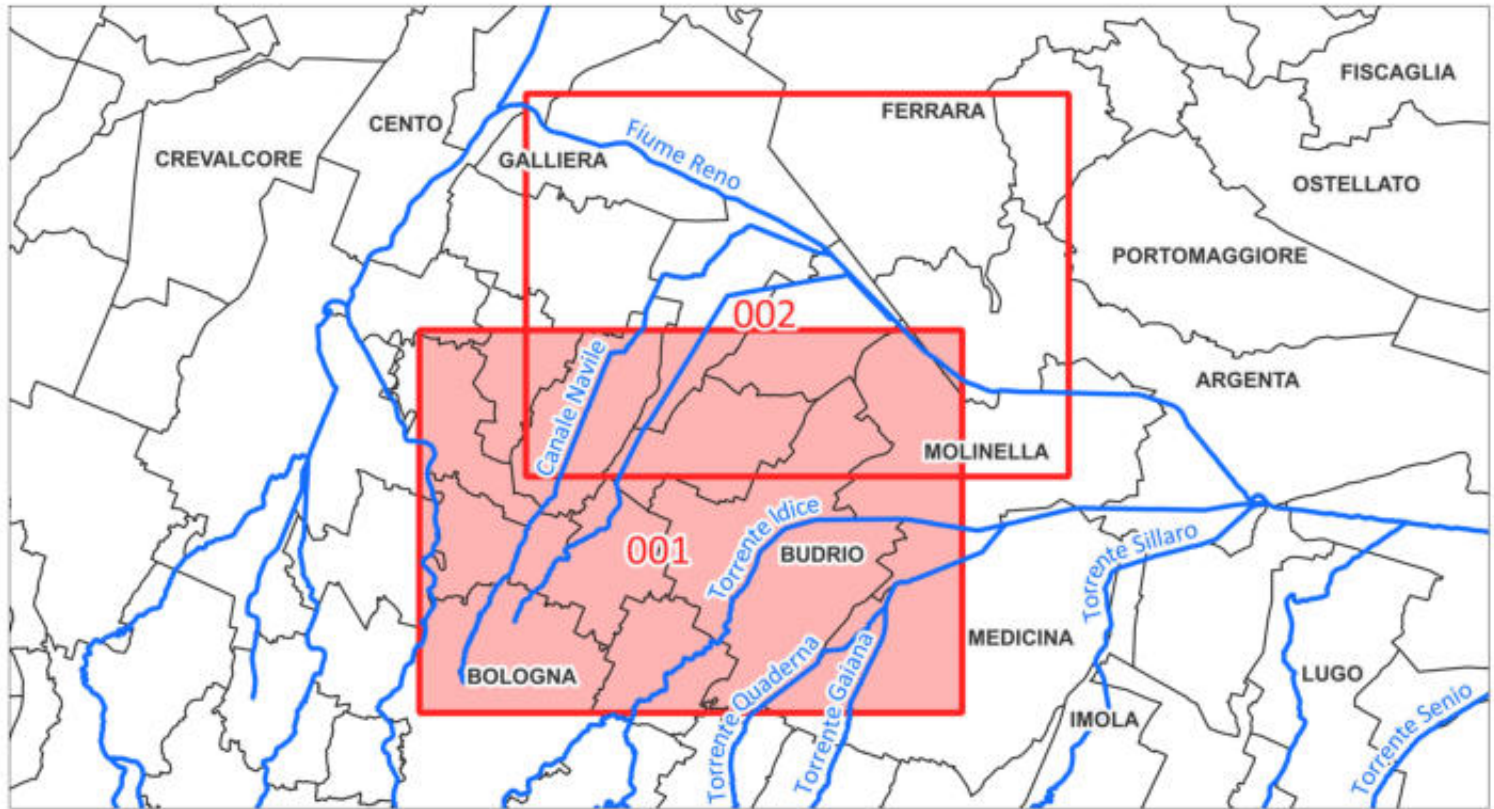 FISCAGLIA
FERRARA
CENTO
CREVALCORE
GALLIERA
Fiume Reno
OSTELLATO
PORTOMAGGIORE
002
ARGENTA
Canale Navile
MOLINELLA
Torrente Idice
001
BUDRIO
Torrente Sillaro
MEDICINA
BOLOGNA
Torrente Quaderna
Torrente Gaiana
LUGO
IMOLA
Torrente Senio